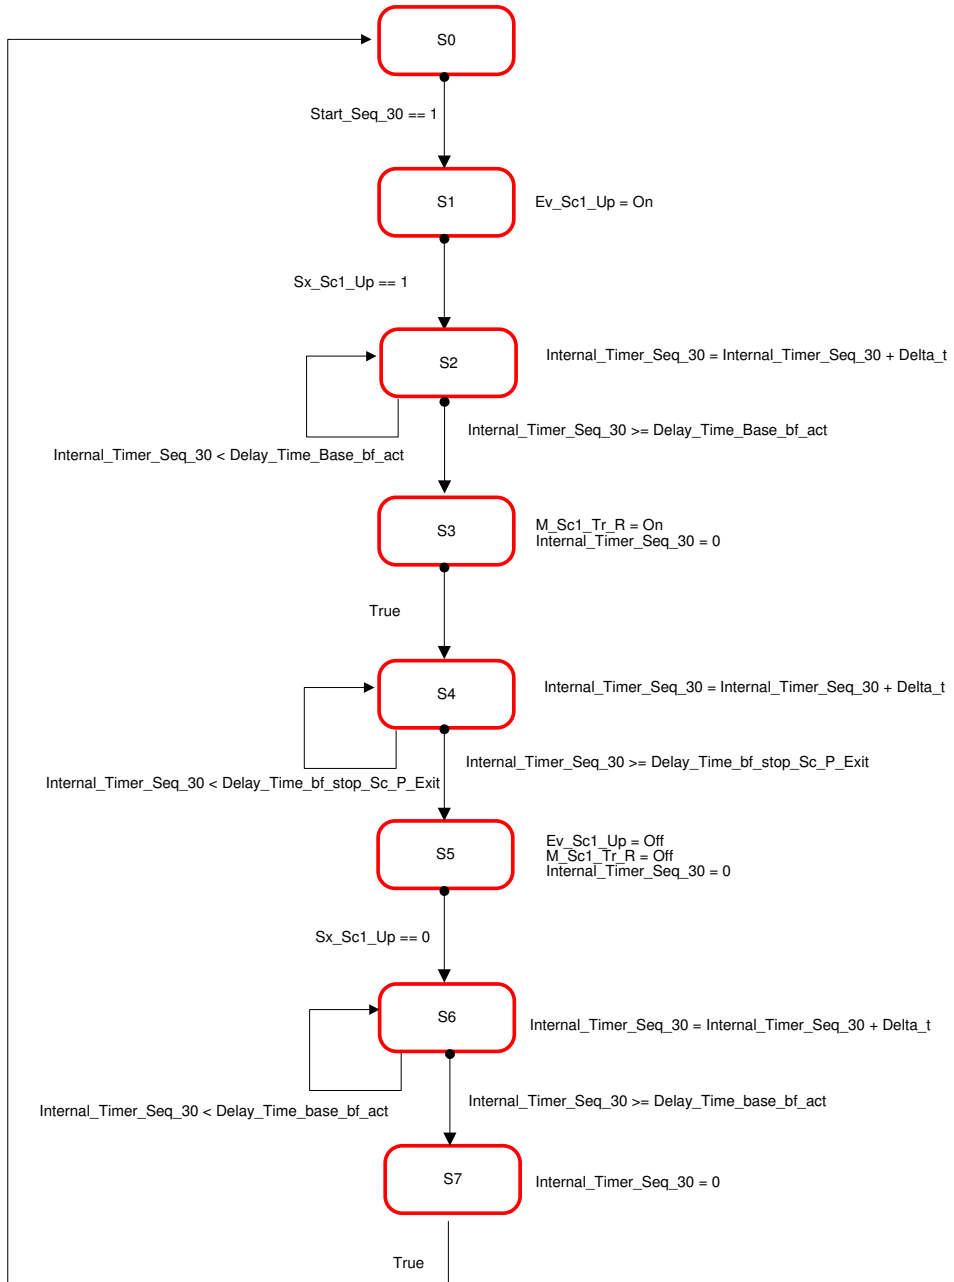 S0
Start_Seq_30 == 1
S1
Ev_Sc1_Up = On
Sx_Sc1_Up == 1
S2
Internal_Timer_Seq_30 = Internal_Timer_Seq_30 + Delta_t
Internal_Timer_Seq_30 >= Delay_Time_Base_bf_act
Internal_Timer_Seq_30 < Delay_Time_Base_bf_act
S3
M_Sc1_Tr_R = On
Internal_Timer_Seq_30 = 0
True
S4
Internal_Timer_Seq_30 = Internal_Timer_Seq_30 + Delta_t
Internal_Timer_Seq_30 >= Delay_Time_bf_stop_Sc_P_Exit
Internal_Timer_Seq_30 < Delay_Time_bf_stop_Sc_P_Exit
S5
Ev_Sc1_Up = Off
M_Sc1_Tr_R = Off
Internal_Timer_Seq_30 = 0
Sx_Sc1_Up == 0
S6
Internal_Timer_Seq_30 = Internal_Timer_Seq_30 + Delta_t
Internal_Timer_Seq_30 >= Delay_Time_base_bf_act
Internal_Timer_Seq_30 < Delay_Time_base_bf_act
S7
Internal_Timer_Seq_30 = 0
True